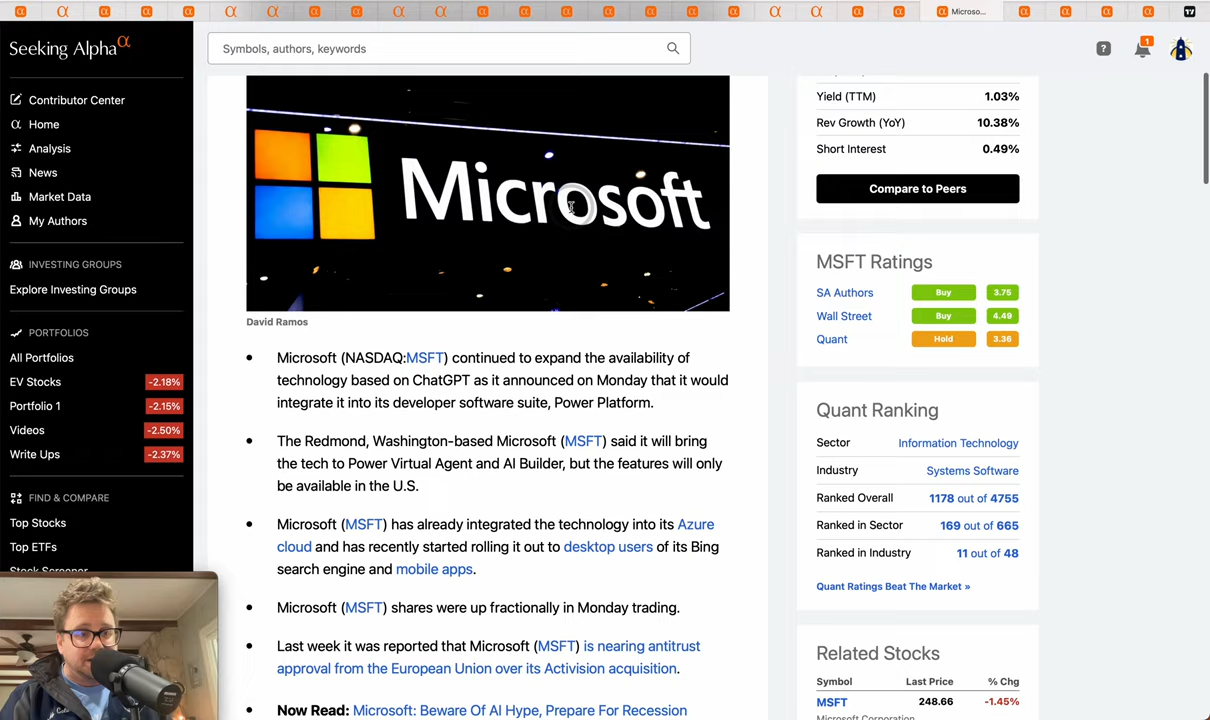 Microso...
Seeking Alpha α
Symbols, authors, keywords
?
1
Contributor Center
Home
Analysis
News
Market Data
My Authors
INVESTING GROUPS
Explore Investing Groups
PORTFOLIOS
All Portfolios
EV Stocks -2.18%
Portfolio 1 -2.15%
Videos -2.50%
Write Ups -2.37%
FIND & COMPARE
Top Stocks
Top ETFs
Stock Screener
Microsoft
David Ramos
• Microsoft (NASDAQ:MSFT) continued to expand the availability of
technology based on ChatGPT as it announced on Monday that it would
integrate it into its developer software suite, Power Platform.
• The Redmond, Washington-based Microsoft (MSFT) said it will bring
the tech to Power Virtual Agent and AI Builder, but the features will only
be available in the U.S.
• Microsoft (MSFT) has already integrated the technology into its Azure
cloud and has recently started rolling it out to desktop users of its Bing
search engine and mobile apps.
• Microsoft (MSFT) shares were up fractionally in Monday trading.
• Last week it was reported that Microsoft (MSFT) is nearing antitrust
approval from the European Union over its Activision acquisition.
• Now Read: Microsoft: Beware Of AI Hype, Prepare For Recession
Yield (TTM) 1.03%
Rev Growth (YoY) 10.38%
Short Interest 0.49%
Compare to Peers
MSFT Ratings
SA Authors Buy 3.75
Wall Street Buy 4.49
Quant Hold 3.36
Quant Ranking
Sector Information Technology
Industry Systems Software
Ranked Overall 1178 out of 4755
Ranked in Sector 169 out of 665
Ranked in Industry 11 out of 48
Quant Ratings Beat The Market »
Related Stocks
Symbol Last Price % Chg
MSFT 248.66 -1.45%
Microsoft Corporation